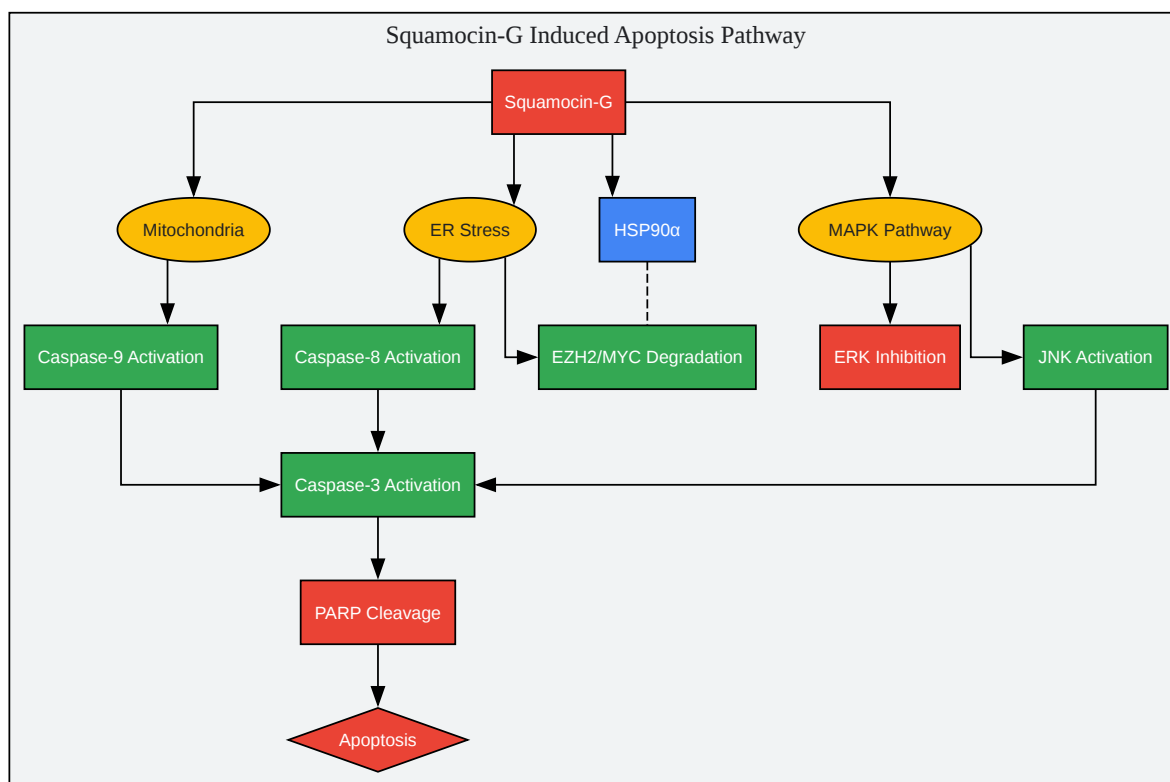 Squamocin-G Induced Apoptosis Pathway
Squamocin-G
Mitochondria
ER Stress
HSP90α
MAPK Pathway
Caspase-9 Activation
Caspase-8 Activation
EZH2/MYC Degradation
ERK Inhibition
JNK Activation
Caspase-3 Activation
PARP Cleavage
Apoptosis